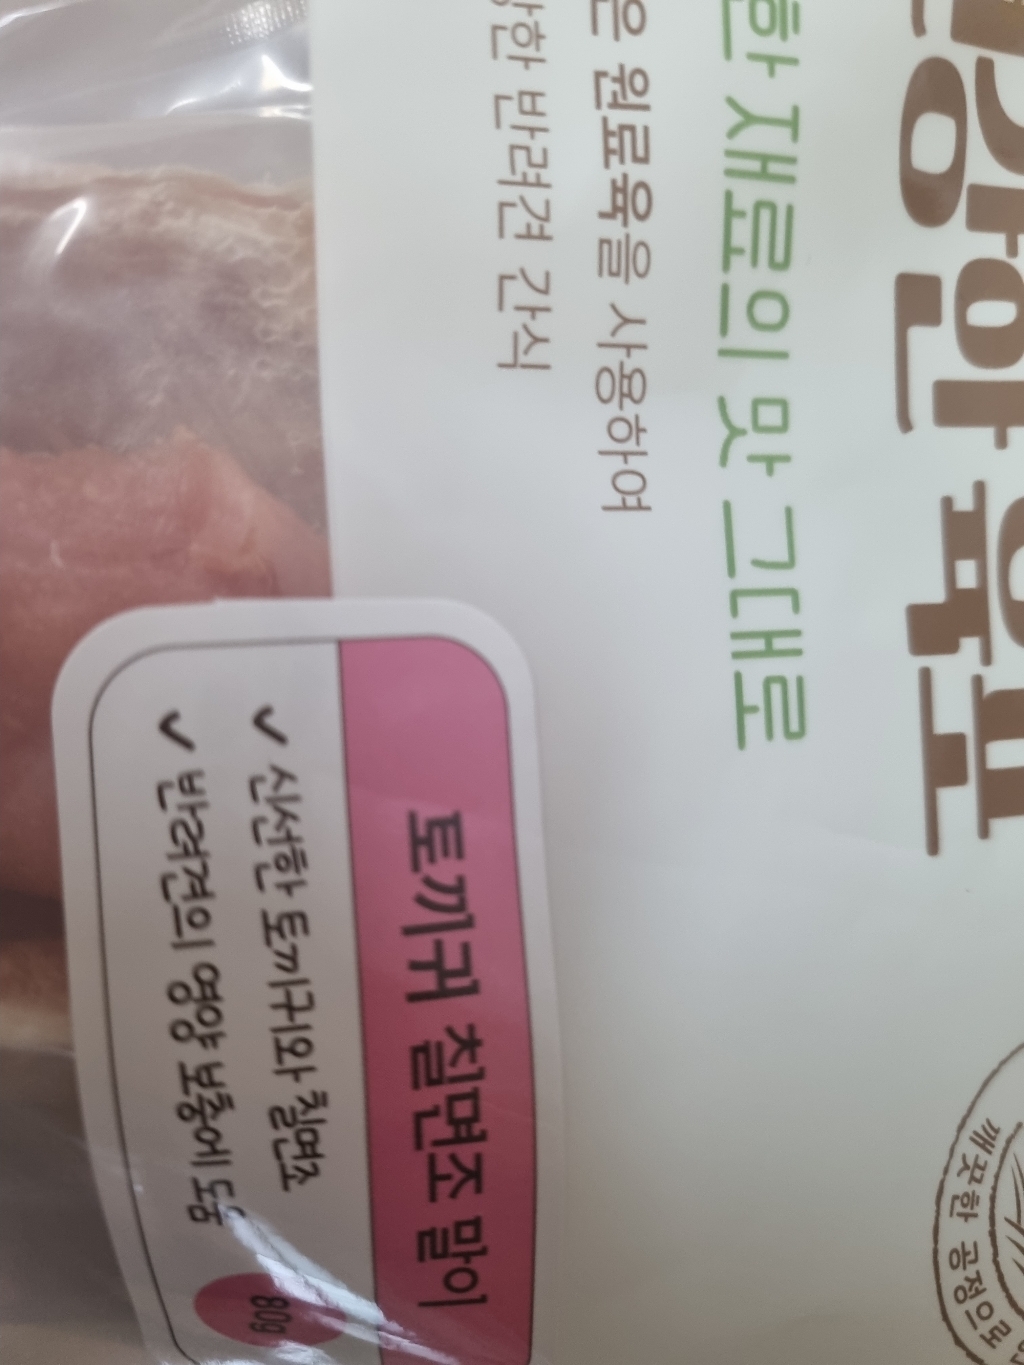 한 육포
한 재료의 맛 그대로
은 원료육을 사용하여
한 반려견 간식
토끼귀 칠면조 말이
✓ 신선한 토끼귀와 칠면조
✓ 반려견의 영양 보충에 도움
80g
깨끗한 공정으로